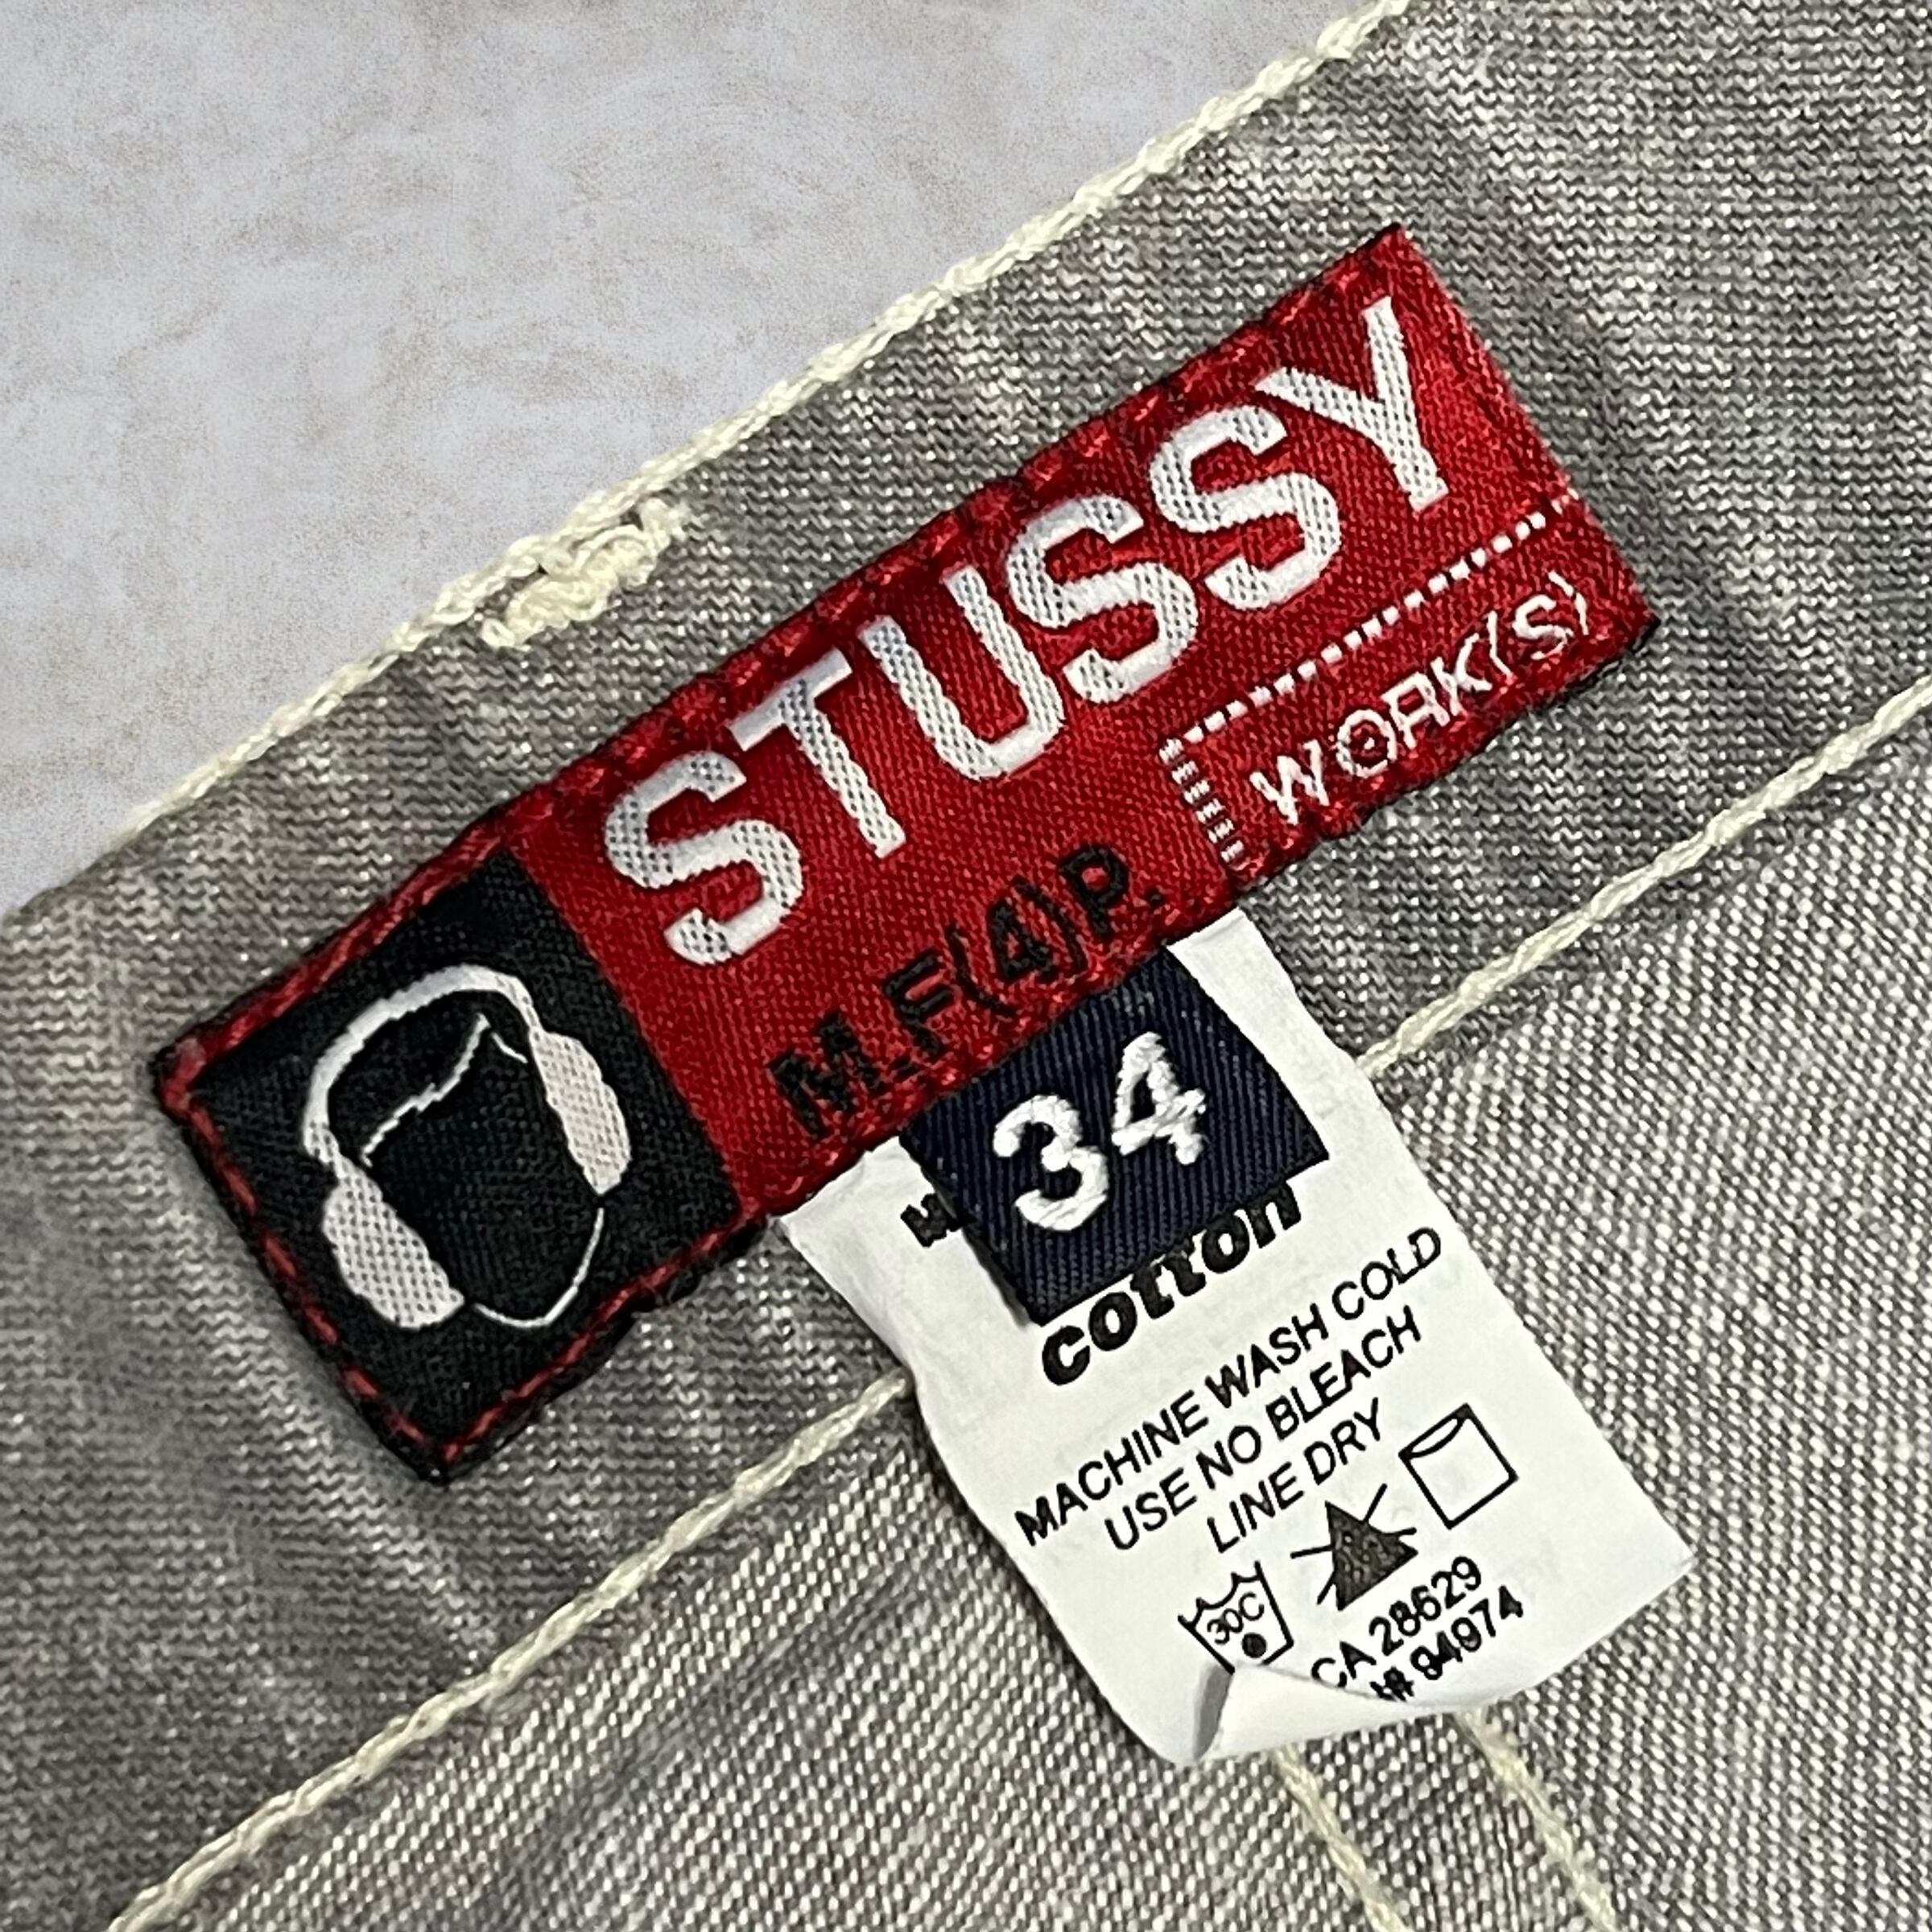 STUSSY
WORK(S)
M.F(4)P.
34
cotton
MACHINE WASH COLD
USE NO BLEACH
LINE DRY
30C
CA 28629
94974